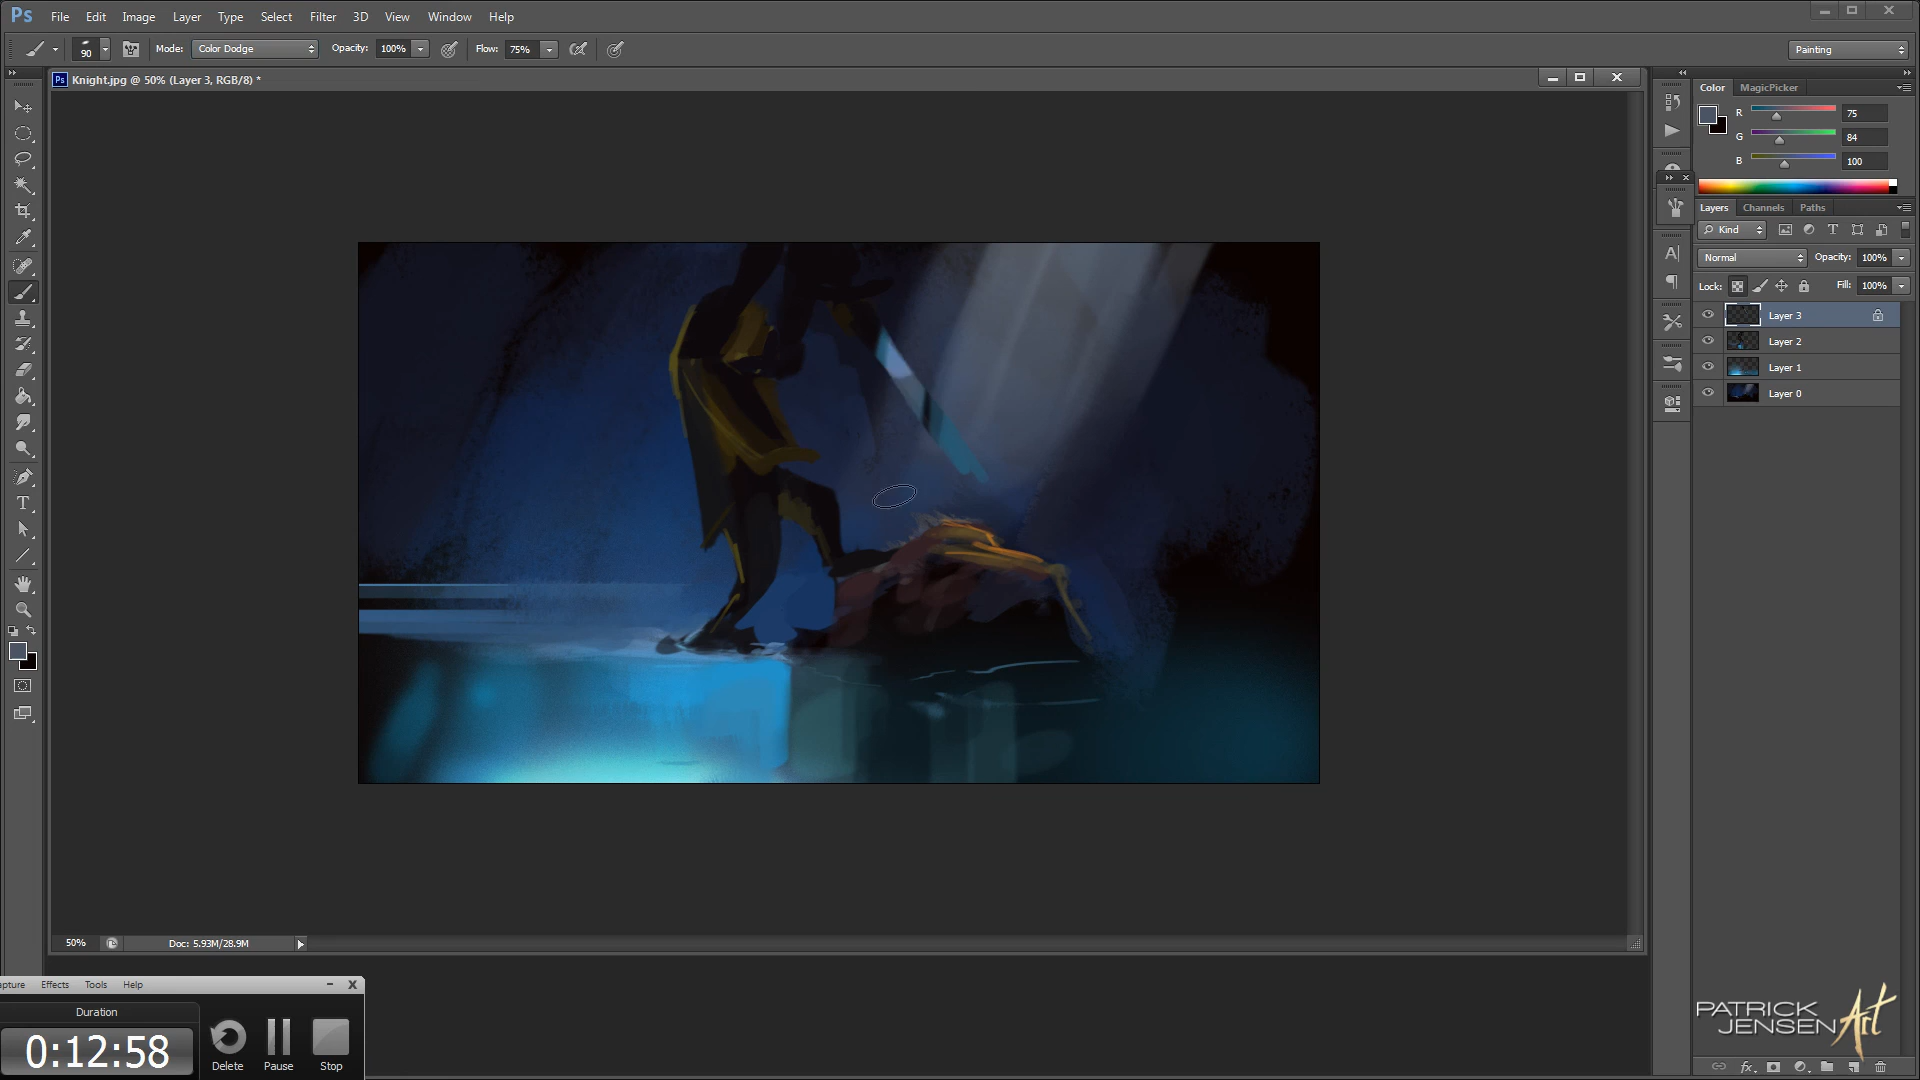 Ps File Edit Image Layer Type Select Filter 3D View Window Help
90 Mode: Color Dodge Opacity: 100% Flow: 75% Painting
Ps Knight.jpg @ 50% (Layer 3, RGB/8) *
Color MagicPicker
R 75
G 84
B 100
Layers Channels Paths
Kind
Normal Opacity: 100%
Lock: Fill: 100%
Layer 3
Layer 2
Layer 1
Layer 0
50% Doc: 5.93M/28.9M
apture Effects Tools Help
Duration
0:12:58
Delete Pause Stop
PATRICK
JENSEN Art
fx